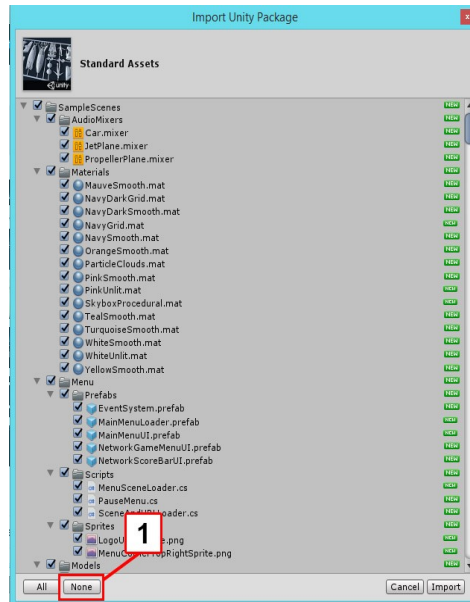 Import Unity Package
x
unity
Standard Assets
SampleScenes NEW
AudioMixers NEW
Car.mixer NEW
JetPlane.mixer NEW
PropellerPlane.mixer NEW
Materials NEW
MauveSmooth.mat NEW
NavyDarkGrid.mat NEW
NavyDarkSmooth.mat NEW
NavyGrid.mat NEW
NavySmooth.mat NEW
OrangeSmooth.mat NEW
ParticleClouds.mat NEW
PinkSmooth.mat NEW
PinkUnlit.mat NEW
SkyboxProcedural.mat NEW
TealSmooth.mat NEW
TurquoiseSmooth.mat NEW
WhiteSmooth.mat NEW
WhiteUnlit.mat NEW
YellowSmooth.mat NEW
Menu NEW
Prefabs NEW
EventSystem.prefab NEW
MainMenuLoader.prefab NEW
MainMenuUI.prefab NEW
NetworkGameMenuUI.prefab NEW
NetworkScoreBarUI.prefab NEW
Scripts NEW
MenuSceneLoader.cs NEW
PauseMenu.cs NEW
NEW
Sprites NEW
NEW
NEW
Models NEW
1
All None Cancel Import